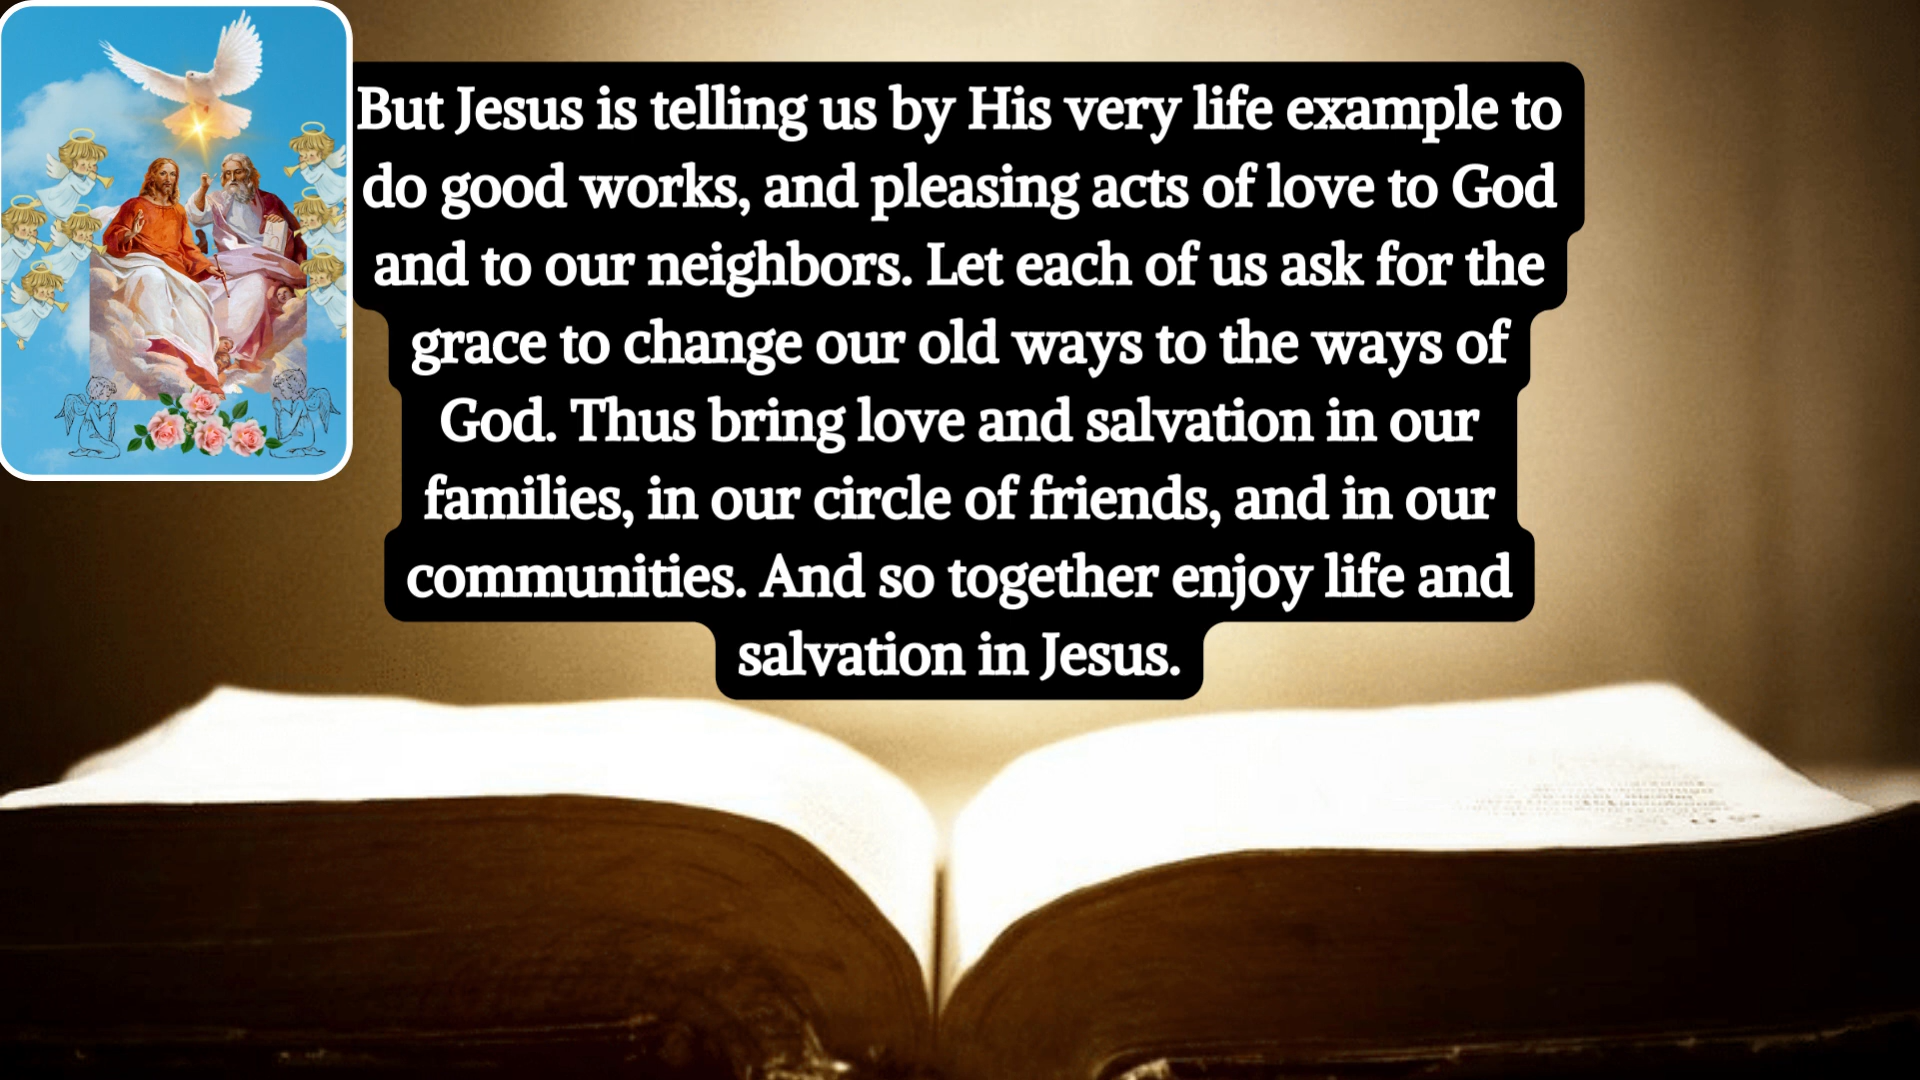 But Jesus is telling us by His very life example to
do good works, and pleasing acts of love to God
and to our neighbors. Let each of us ask for the
grace to change our old ways to the ways of
God. Thus bring love and salvation in our
families, in our circle of friends, and in our
communities. And so together enjoy life and
salvation in Jesus.